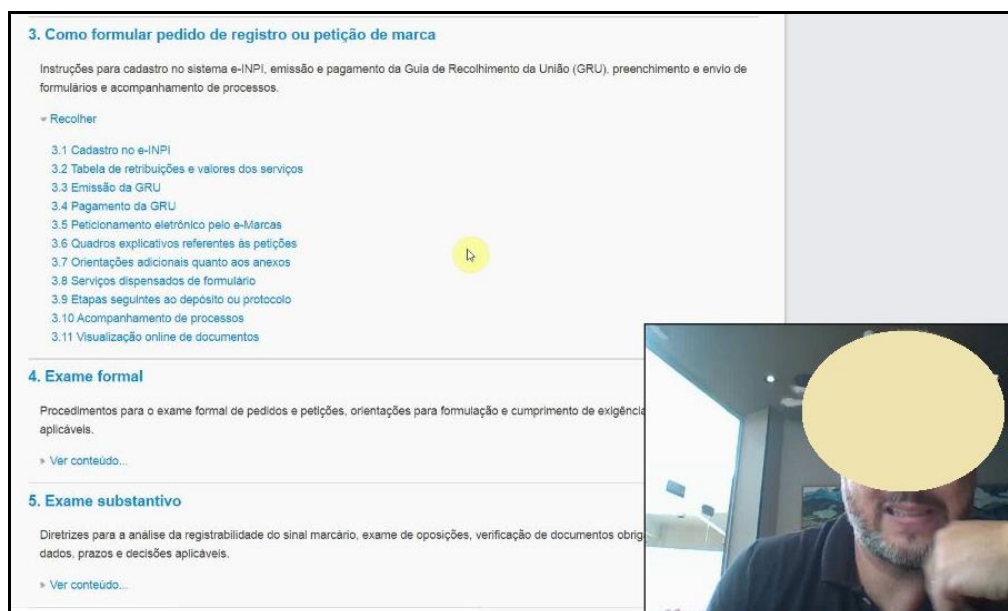 3. Como formular pedido de registro ou petição de marca
Instruções para cadastro no sistema e-INPI, emissão e pagamento da Guia de Recolhimento da União (GRU), preenchimento e envio de
formulários e acompanhamento de processos.
Recolher
3.1 Cadastro no e-INPI
3.2 Tabela de retribuições e valores dos serviços
3.3 Emissão da GRU
3.4 Pagamento da GRU
3.5 Peticionamento eletrônico pelo e-Marcas
3.6 Quadros explicativos referentes às petições
3.7 Orientações adicionais quanto aos anexos
3.8 Serviços dispensados de formulário
3.9 Etapas seguintes ao depósito ou protocolo
3.10 Acompanhamento de processos
3.11 Visualização online de documentos
4. Exame formal
Procedimentos para o exame formal de pedidos e petições, orientações para formulação e cumprimento de exigência
aplicáveis.
Ver conteúdo...
5. Exame substantivo
Diretrizes para a análise da registrabilidade do sinal marcário, exame de oposições, verificação de documentos obrig
dados, prazos e decisões aplicáveis.
Ver conteúdo...